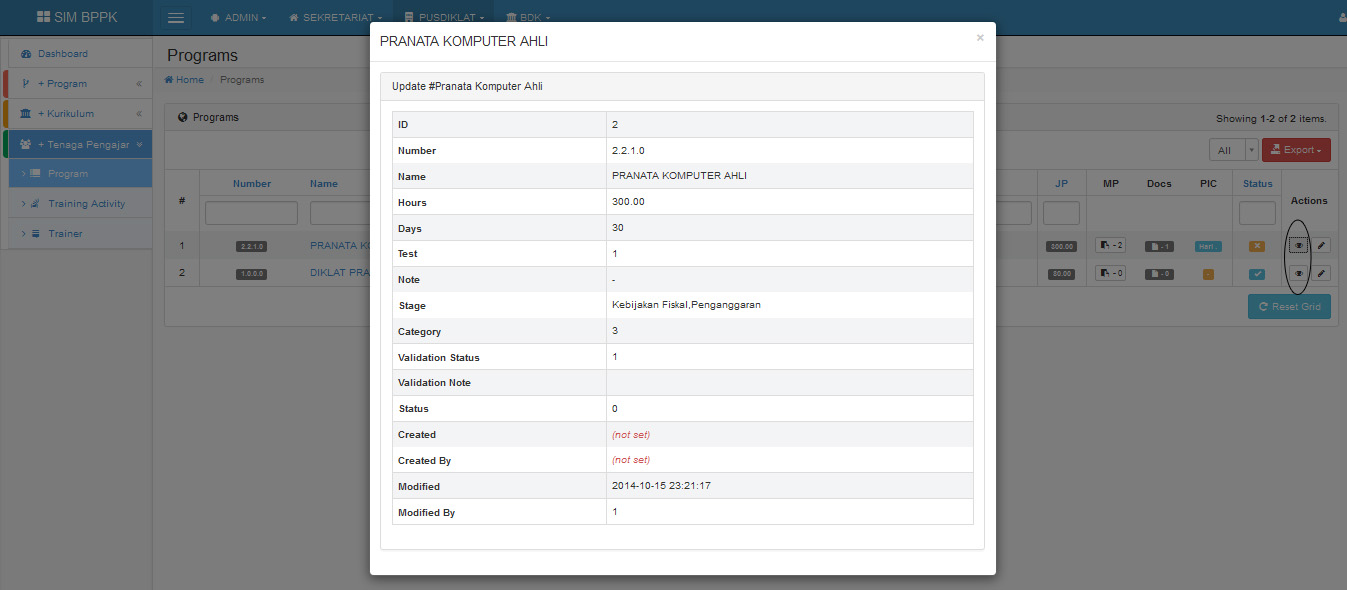 SIM BPPK
ADMIN
SEKRETARIAT
PUSDIKLAT
BDK
Dashboard
+ Program
+ Kurikulum
+ Tenaga Pengajar
Program
Training Activity
Trainer
Programs
Home / Programs
Programs
Showing 1-2 of 2 items.
All
Export
# Number Name JP MP Docs PIC Status Actions
1 2.2.1.0 PRANATA K 300.00 - 2 - 1 Hari..
2 1.0.0.0 DIKLAT PRA - 0 - 0 -
Reset Grid
PRANATA KOMPUTER AHLI ×
Update #Pranata Komputer Ahli
ID 2
Number 2.2.1.0
Name PRANATA KOMPUTER AHLI
Hours 300.00
Days 30
Test 1
Note -
Stage Kebijakan Fiskal,Penganggaran
Category 3
Validation Status 1
Validation Note
Status 0
Created (not set)
Created By (not set)
Modified 2014-10-15 23:21:17
Modified By 1